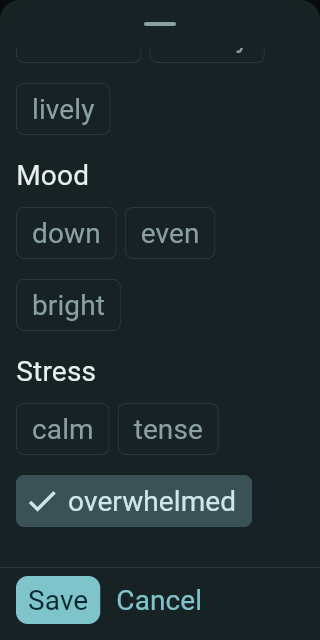 lively
Mood
down even
bright
Stress
calm tense
overwhelmed
Save Cancel